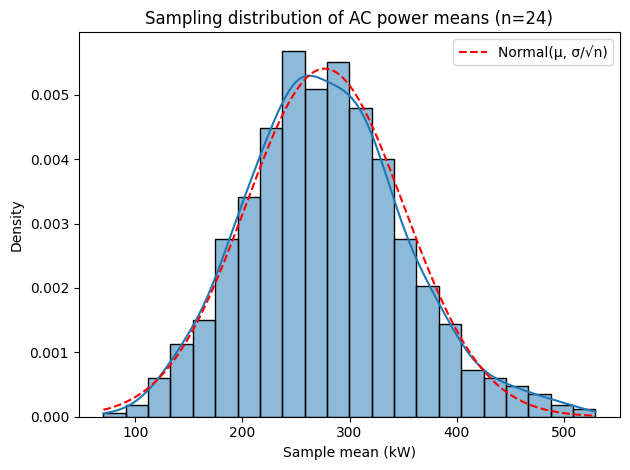 Sampling distribution of AC power means (n=24)
Normal(μ, σ/√n)
0.005
0.004
0.003
0.002
0.001
0.000
Density
100 200 300 400 500
Sample mean (kW)